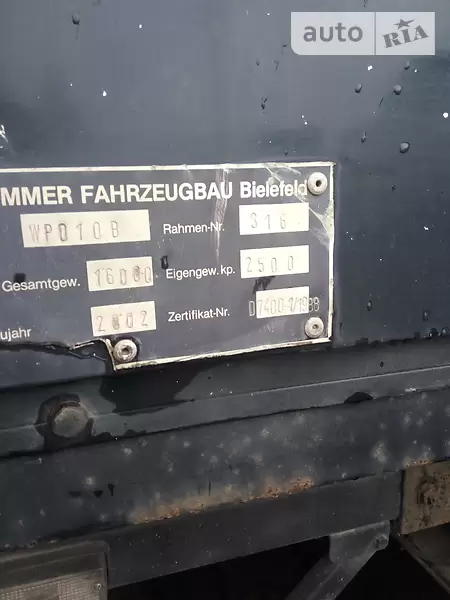 auto RIA
MMER FAHRZEUGBAU Bielefeld
WP010B Rahmen-Nr. 316
Gesamtgew. 16000 Eigengew. kp. 2500
ujahr 2002 Zertifikat-Nr. D7400-1/1988